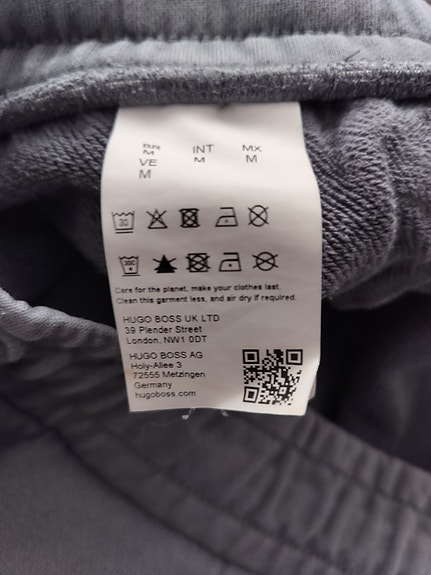 BR INT MX
M M M
VE
M
30
30C
Care for the planet, make your clothes last.
Clean this garment less, and air dry if required.
HUGO BOSS UK LTD
39 Plender Street
London, NW1 0DT
HUGO BOSS AG
Holy-Allee 3
72555 Metzingen
Germany
hugoboss.com